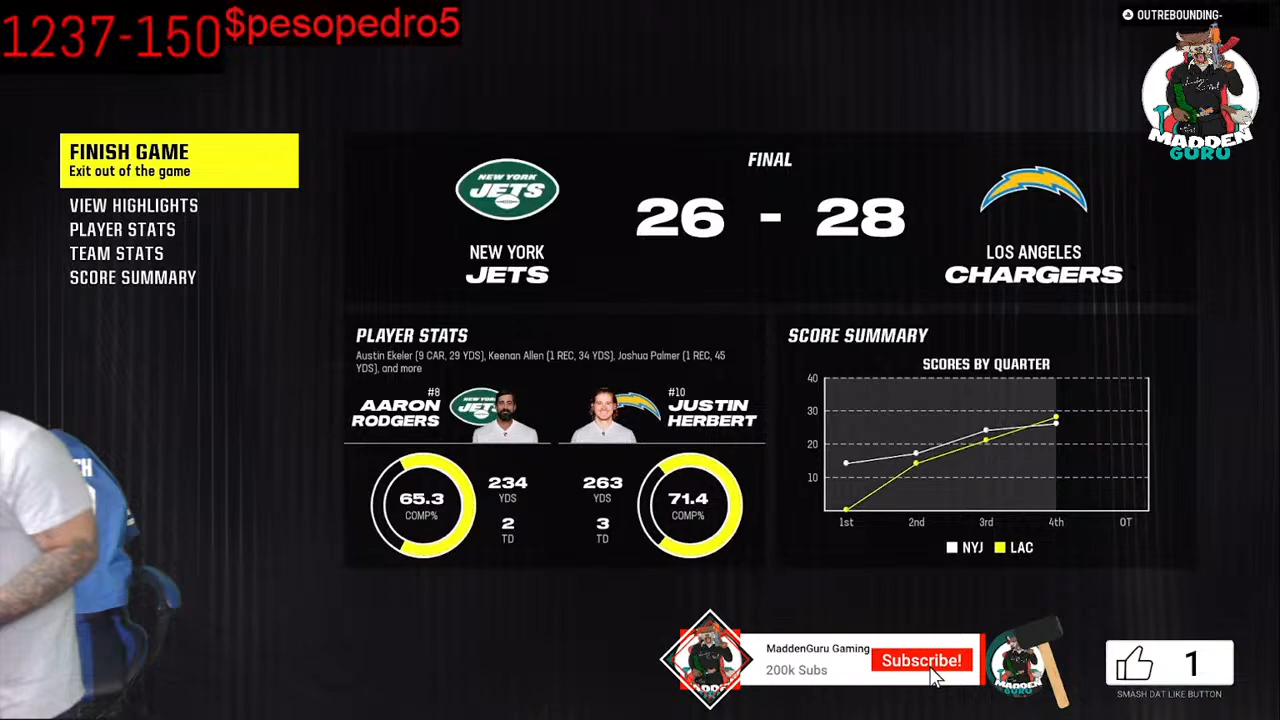 1237-150
$pesopedro5
OUTREBOUNDING-
MADDEN
GURU
FINISH GAME
Exit out of the game
VIEW HIGHLIGHTS
PLAYER STATS
TEAM STATS
SCORE SUMMARY
FINAL
NEW YORK
JETS
26 - 28
NEW YORK
JETS
LOS ANGELES
CHARGERS
PLAYER STATS
Austin Ekeler (9 CAR, 29 YDS), Keenan Allen (1 REC, 34 YDS), Joshua Palmer (1 REC, 45
YDS), and more
#8
AARON
RODGERS
#10
JUSTIN
HERBERT
65.3
COMP%
234
YDS
2
TD
263
YDS
3
TD
71.4
COMP%
SCORE SUMMARY
SCORES BY QUARTER
40
30
20
10
1st 2nd 3rd 4th OT
NYJ LAC
MaddenGuru Gaming
200k Subs
Subscribe!
1
SMASH DAT LIKE BUTTON